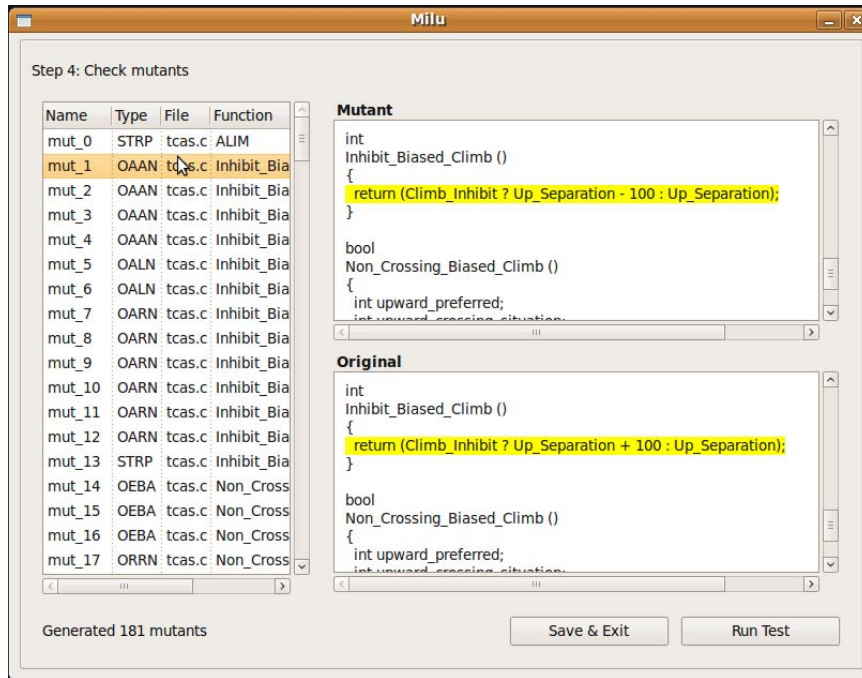 Milu
Step 4: Check mutants
Name Type File Function
mut_0 STRP tcas.c ALIM
mut_1 OAAN tcas.c Inhibit_Bia
mut_2 OAAN tcas.c Inhibit_Bia
mut_3 OAAN tcas.c Inhibit_Bia
mut_4 OAAN tcas.c Inhibit_Bia
mut_5 OALN tcas.c Inhibit_Bia
mut_6 OALN tcas.c Inhibit_Bia
mut_7 OARN tcas.c Inhibit_Bia
mut_8 OARN tcas.c Inhibit_Bia
mut_9 OARN tcas.c Inhibit_Bia
mut_10 OARN tcas.c Inhibit_Bia
mut_11 OARN tcas.c Inhibit_Bia
mut_12 OARN tcas.c Inhibit_Bia
mut_13 STRP tcas.c Inhibit_Bia
mut_14 OEBA tcas.c Non_Cross
mut_15 OEBA tcas.c Non_Cross
mut_16 OEBA tcas.c Non_Cross
mut_17 ORRN tcas.c Non_Cross
Mutant
int
Inhibit_Biased_Climb ()
{
return (Climb_Inhibit ? Up_Separation - 100 : Up_Separation);
}
bool
Non_Crossing_Biased_Climb ()
{
int upward_preferred;
int upward_crossing_situation;
Original
int
Inhibit_Biased_Climb ()
{
return (Climb_Inhibit ? Up_Separation + 100 : Up_Separation);
}
bool
Non_Crossing_Biased_Climb ()
{
int upward_preferred;
int upward_crossing_situation;
Generated 181 mutants
Save & Exit
Run Test